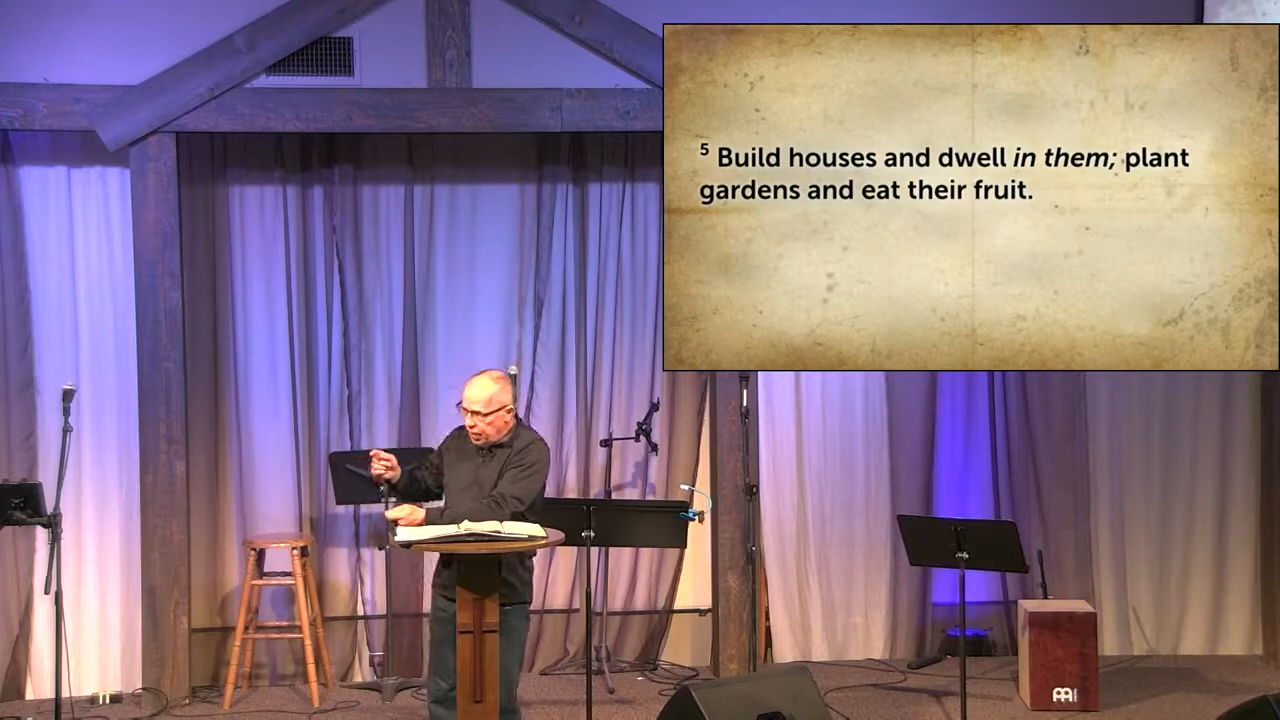 5 Build houses and dwell in them; plant
gardens and eat their fruit.